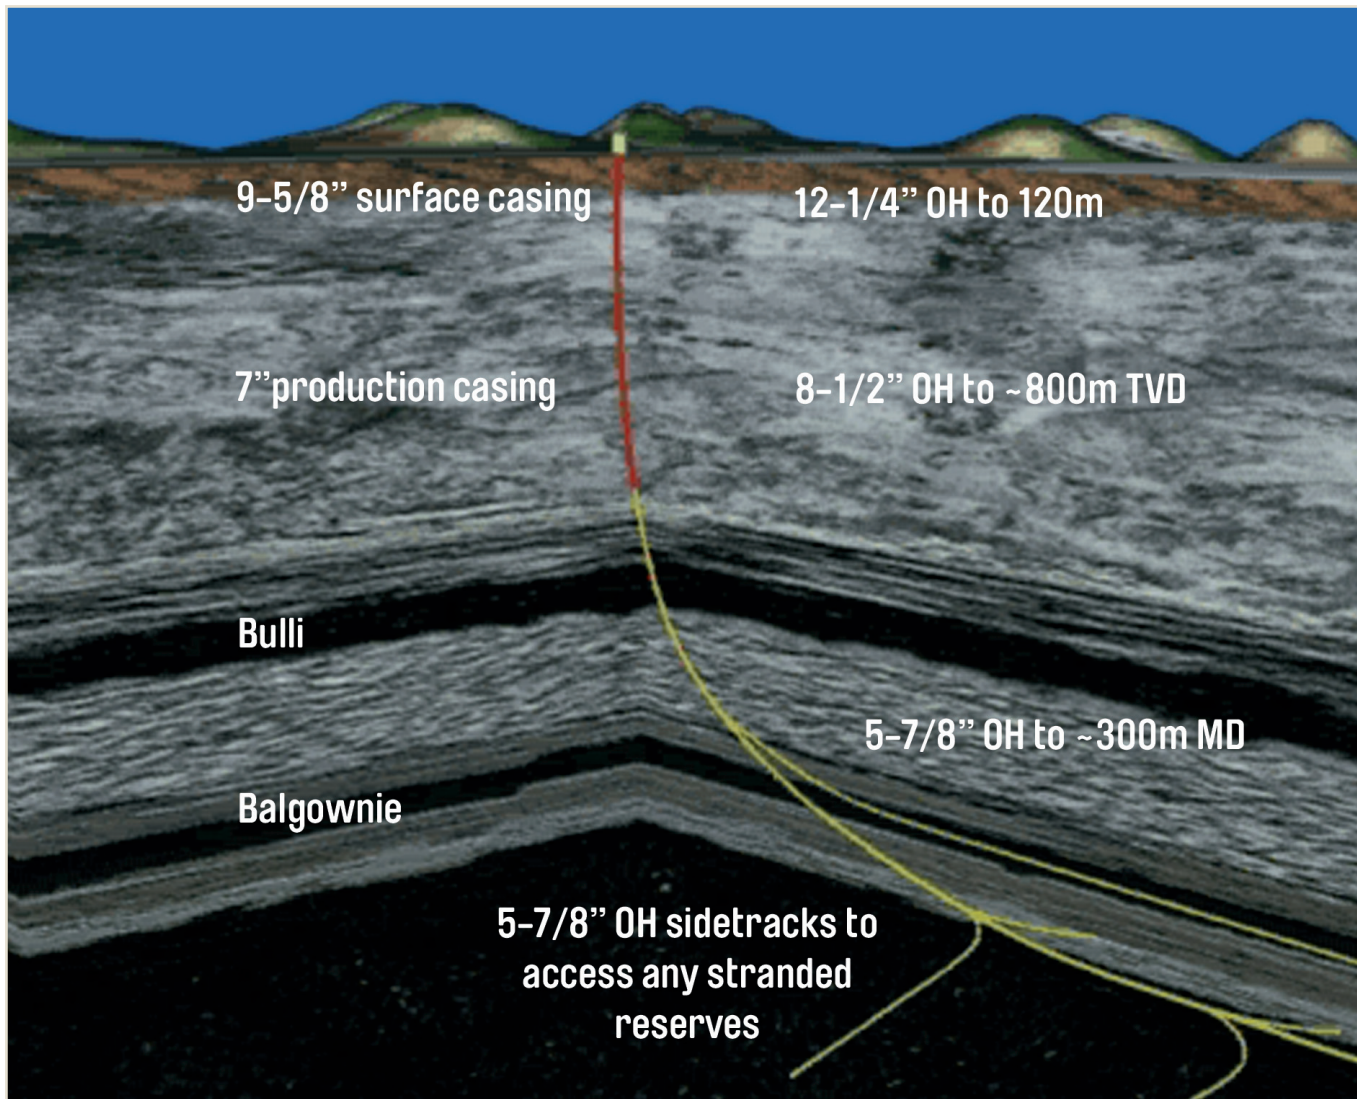 9-5/8” surface casing
12-1/4” OH to 120m
7”production casing
8-1/2” OH to ~800m TVD
Bulli
5-7/8” OH to ~300m MD
Balgownie
5-7/8” OH sidetracks to
access any stranded
reserves